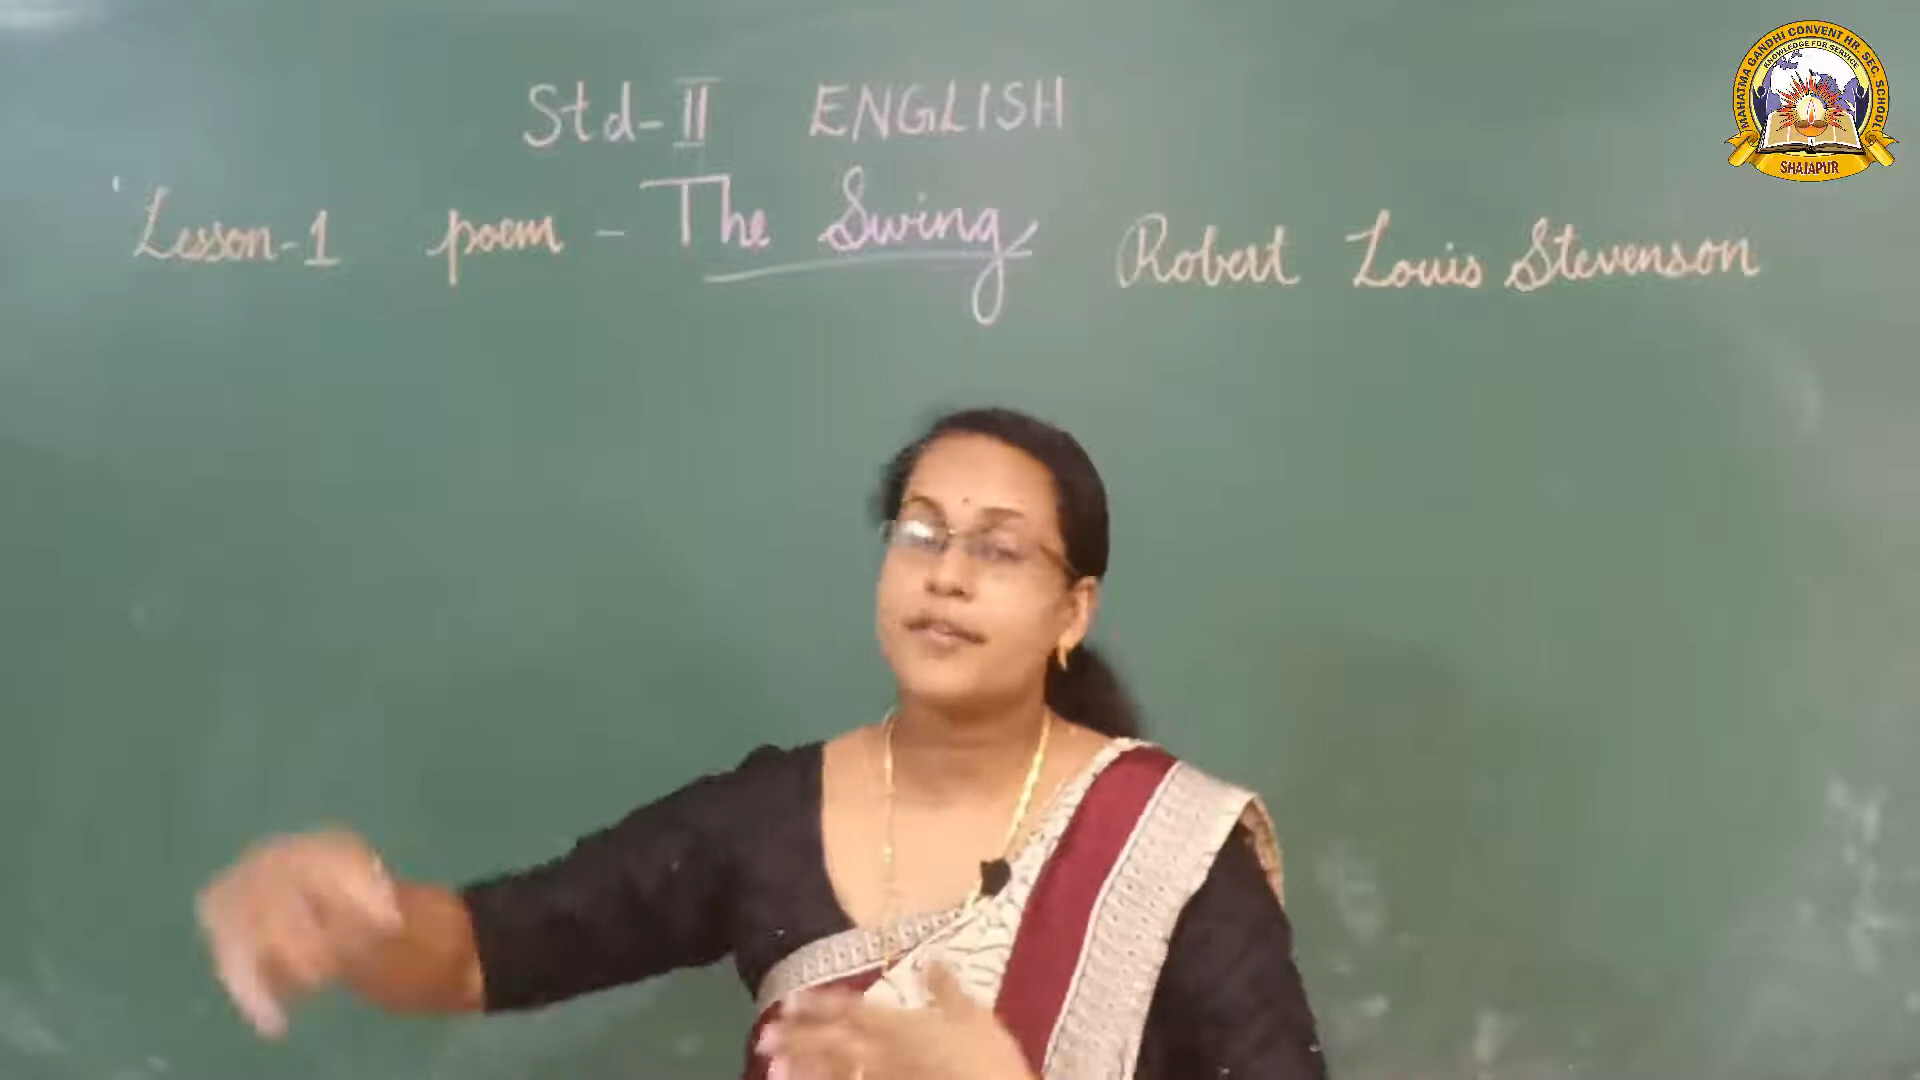 Std-II ENGLISH
Lesson-1 poem - The Swing Robert Louis Stevenson
MAHATMA GANDHI CONVENT HR. SEC. SCHOOL
KNOWLEDGE FOR SERVICE
SHAJAPUR